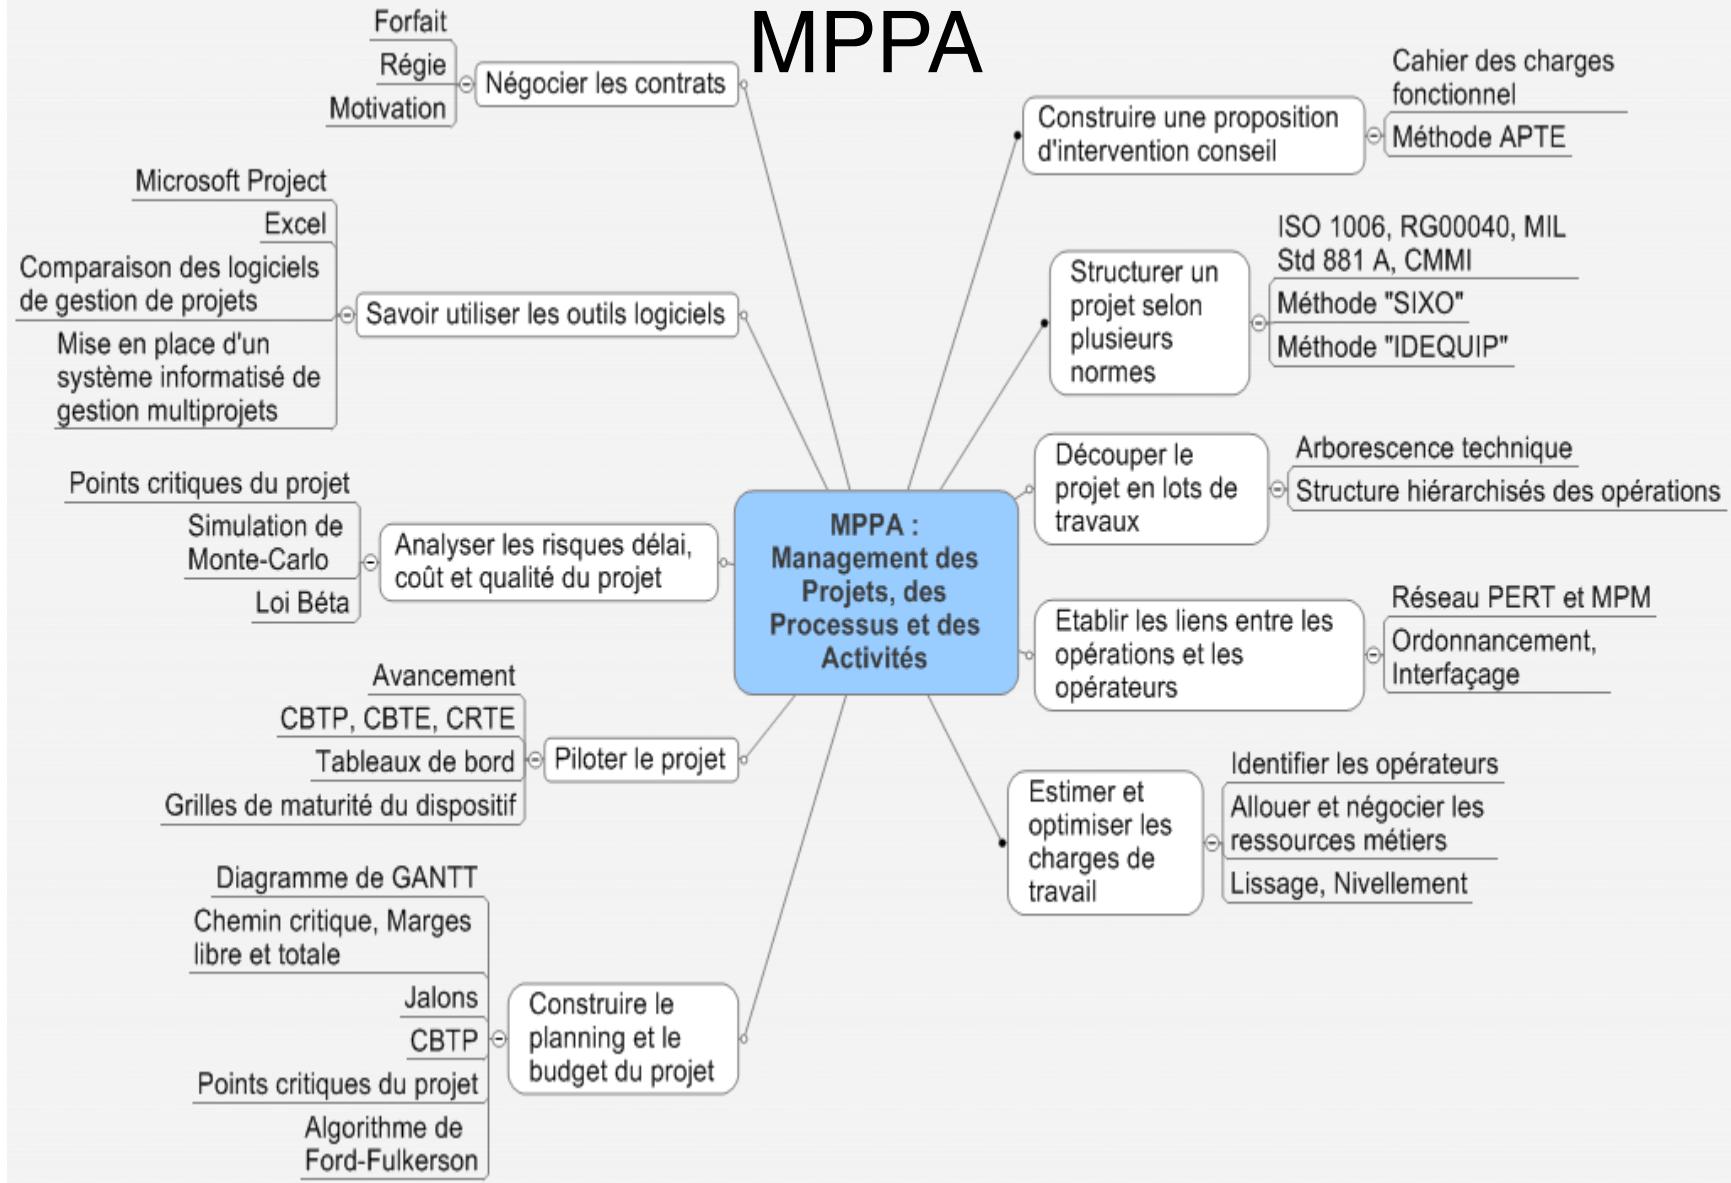 MPPA
Forfait
Régie
Motivation
Négocier les contrats
Microsoft Project
Excel
Comparaison des logiciels
de gestion de projets
Mise en place d'un
système informatisé de
gestion multiprojets
Savoir utiliser les outils logiciels
Points critiques du projet
Simulation de
Monte-Carlo
Loi Béta
Analyser les risques délai,
coût et qualité du projet
Avancement
CBTP, CBTE, CRTE
Tableaux de bord
Grilles de maturité du dispositif
Piloter le projet
Diagramme de GANTT
Chemin critique, Marges
libre et totale
Jalons
CBTP
Points critiques du projet
Algorithme de
Ford-Fulkerson
Construire le
planning et le
budget du projet
MPPA :
Management des
Projets, des
Processus et des
Activités
Construire une proposition
d'intervention conseil
Cahier des charges
fonctionnel
Méthode APTE
Structurer un
projet selon
plusieurs
normes
ISO 1006, RG00040, MIL
Std 881 A, CMMI
Méthode "SIXO"
Méthode "IDEQUIP"
Découper le
projet en lots de
travaux
Arborescence technique
Structure hiérarchisés des opérations
Etablir les liens entre les
opérations et les
opérateurs
Réseau PERT et MPM
Ordonnancement,
Interfaçage
Estimer et
optimiser les
charges de
travail
Identifier les opérateurs
Allouer et négocier les
ressources métiers
Lissage, Nivellement